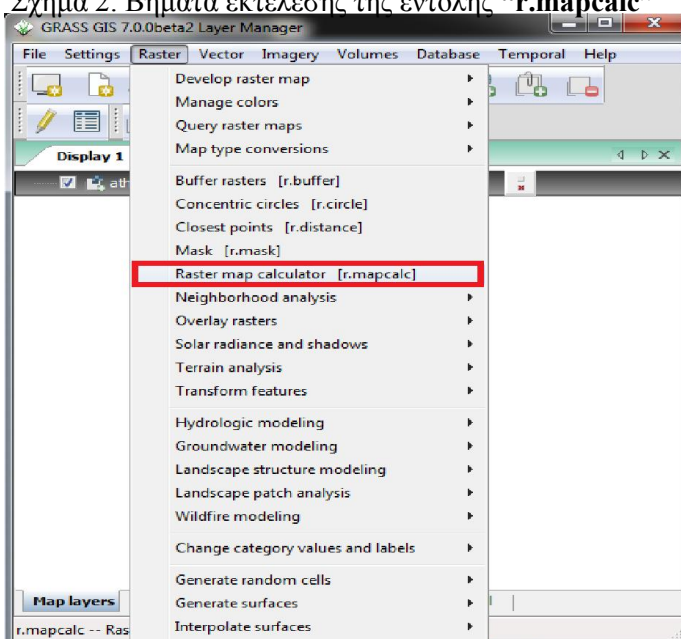 Σχήμα 2. Βήματα εκτέλεσης της εντολής "r.mapcalc"
GRASS GIS 7.0.0beta2 Layer Manager
File Settings Raster Vector Imagery Volumes Database Temporal Help
Develop raster map
Manage colors
Query raster maps
Map type conversions
Display 1
Buffer rasters [r.buffer]
Concentric circles [r.circle]
Closest points [r.distance]
Mask [r.mask]
Raster map calculator [r.mapcalc]
Neighborhood analysis
Overlay rasters
Solar radiance and shadows
Terrain analysis
Transform features
Hydrologic modeling
Groundwater modeling
Landscape structure modeling
Landscape patch analysis
Wildfire modeling
Change category values and labels
Generate random cells
Map layers
Generate surfaces
r.mapcalc -- Ras
Interpolate surfaces